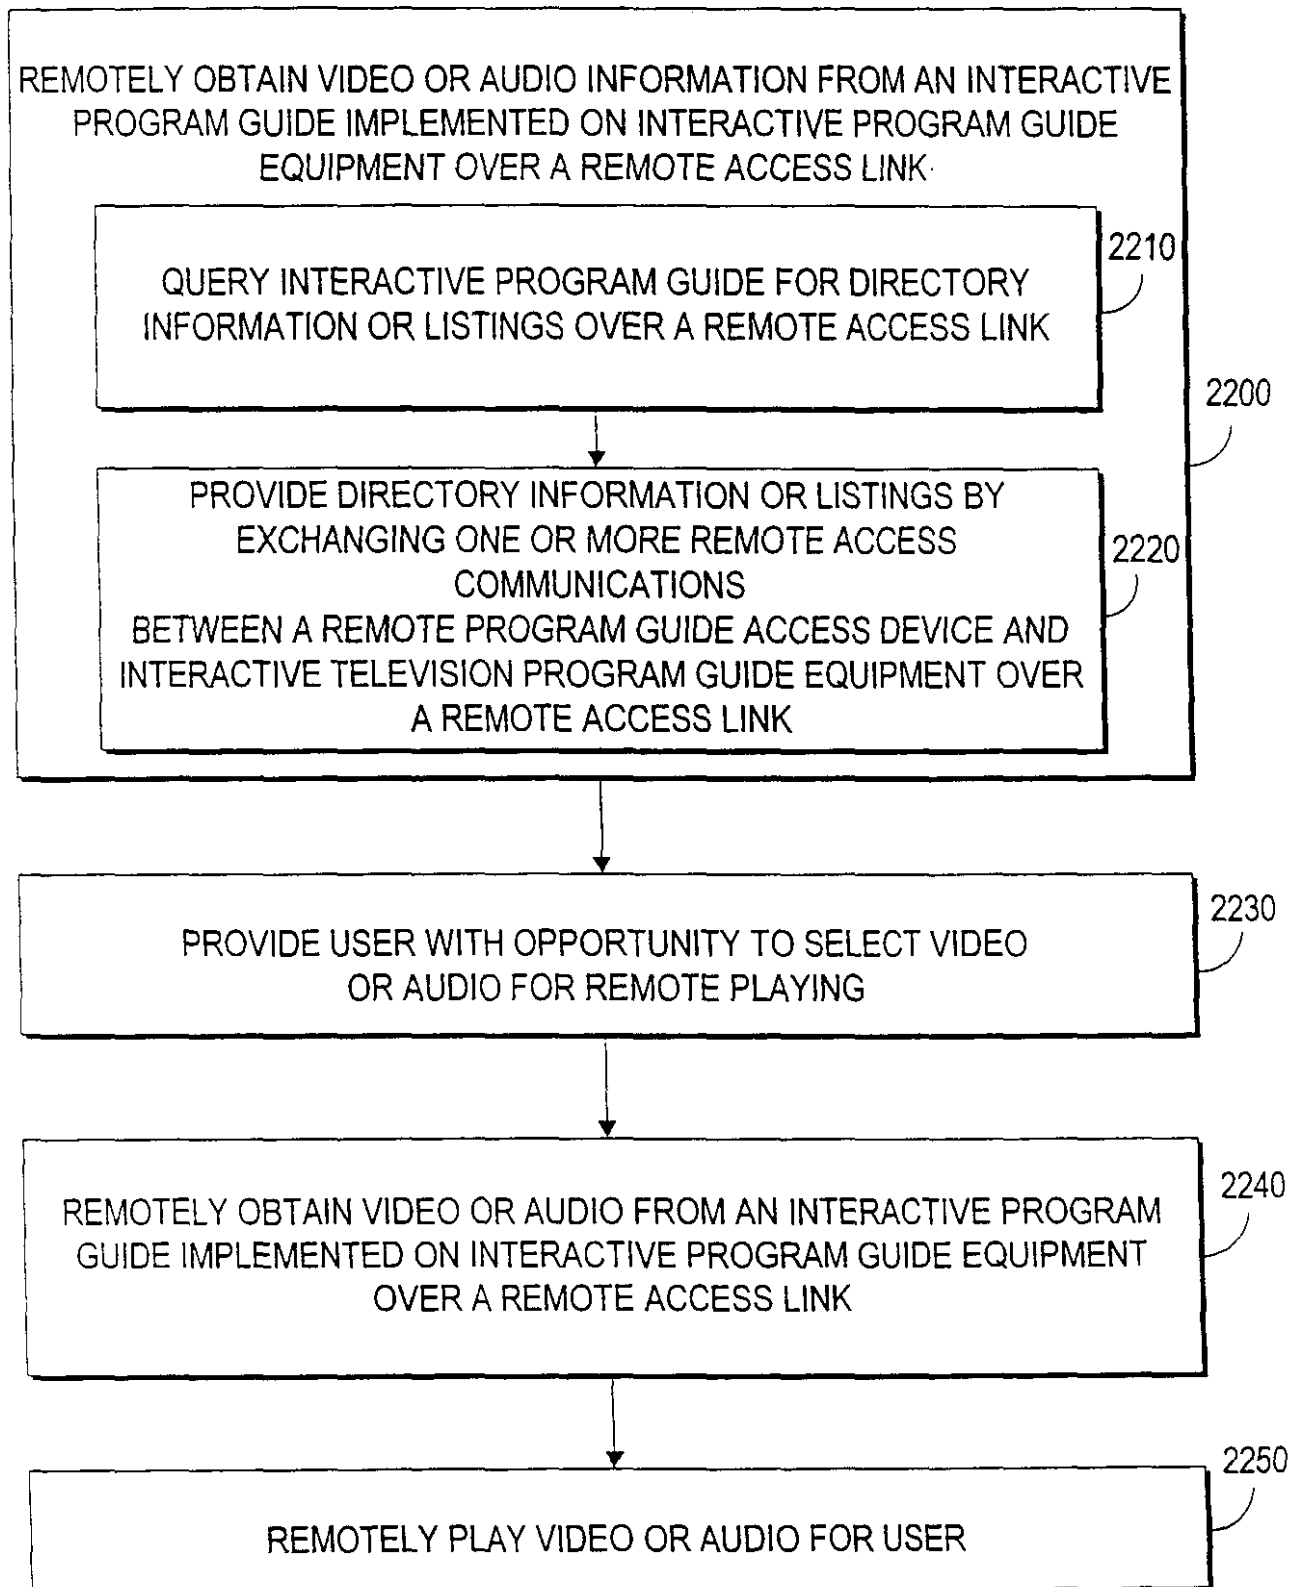 REMOTELY OBTAIN VIDEO OR AUDIO INFORMATION FROM AN INTERACTIVE
PROGRAM GUIDE IMPLEMENTED ON INTERACTIVE PROGRAM GUIDE
EQUIPMENT OVER A REMOTE ACCESS LINK
2210
QUERY INTERACTIVE PROGRAM GUIDE FOR DIRECTORY
INFORMATION OR LISTINGS OVER A REMOTE ACCESS LINK
2200
PROVIDE DIRECTORY INFORMATION OR LISTINGS BY
EXCHANGING ONE OR MORE REMOTE ACCESS
2220
COMMUNICATIONS
BETWEEN A REMOTE PROGRAM GUIDE ACCESS DEVICE AND
INTERACTIVE TELEVISION PROGRAM GUIDE EQUIPMENT OVER
A REMOTE ACCESS LINK
2230
PROVIDE USER WITH OPPORTUNITY TO SELECT VIDEO
OR AUDIO FOR REMOTE PLAYING
2240
REMOTELY OBTAIN VIDEO OR AUDIO FROM AN INTERACTIVE PROGRAM
GUIDE IMPLEMENTED ON INTERACTIVE PROGRAM GUIDE EQUIPMENT
OVER A REMOTE ACCESS LINK
2250
REMOTELY PLAY VIDEO OR AUDIO FOR USER